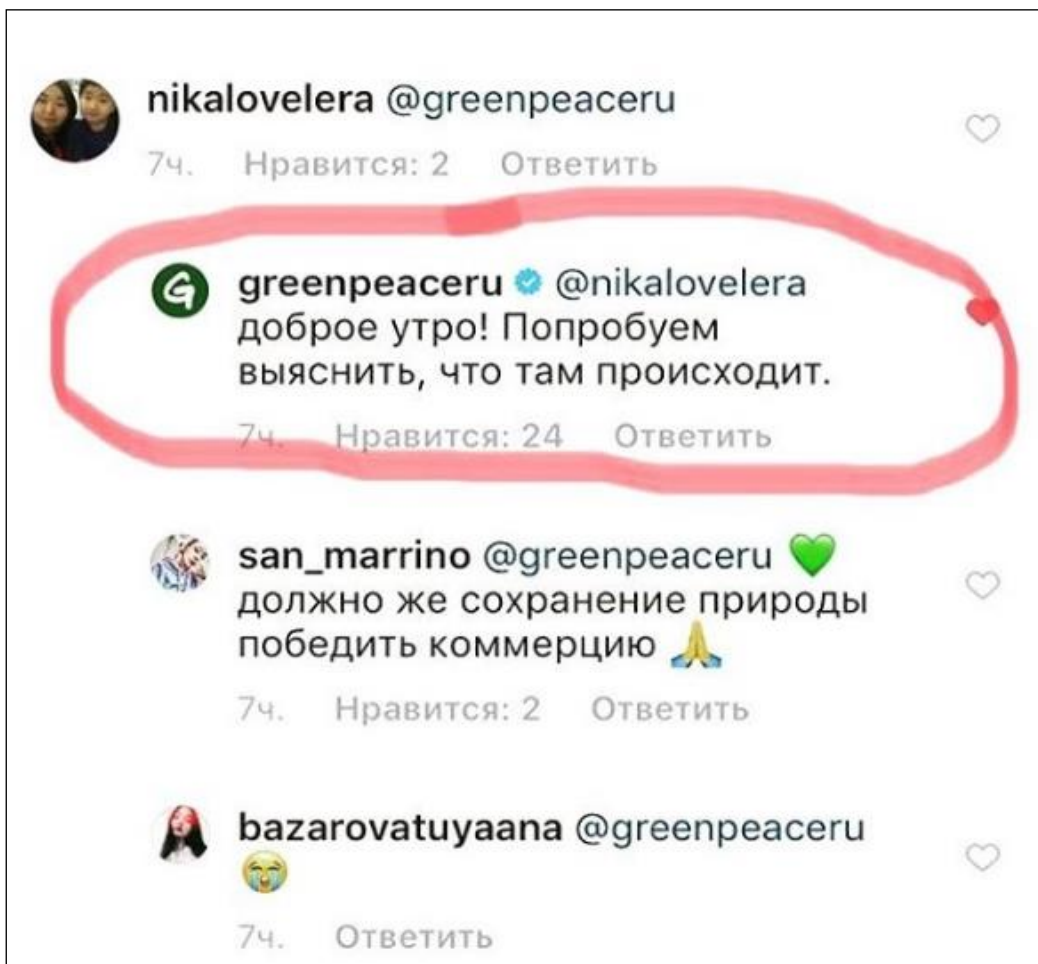 nikalovelera @greenpeaceru
7ч. Нравится: 2 Ответить
greenpeaceru @nikalovelera
доброе утро! Попробуем
выяснить, что там происходит.
7ч. Нравится: 24 Ответить
san_marrino @greenpeaceru 💚
должно же сохранение природы
победить коммерцию 🙏
7ч. Нравится: 2 Ответить
bazarovatuyaana @greenpeaceru
😭
7ч. Ответить